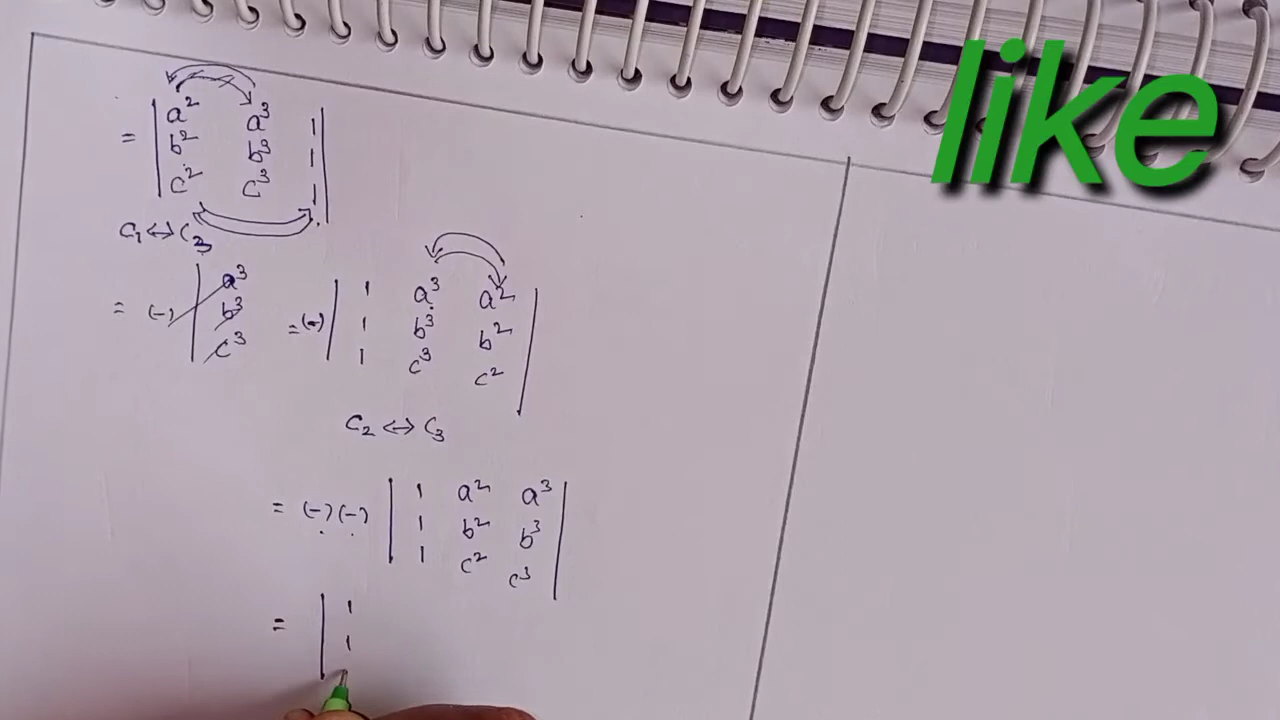 like
= | a² a³ 1 |
| b² b³ 1 |
| c² c³ 1 |
C₁ ↔ C₃
= (-) | a³
b³
c³
= (-) | 1 a³ a² |
| 1 b³ b² |
| 1 c³ c² |
C₂ ↔ C₃
= (-) (-) | 1 a² a³ |
| 1 b² b³ |
| 1 c² c³ |
= | 1
| 1